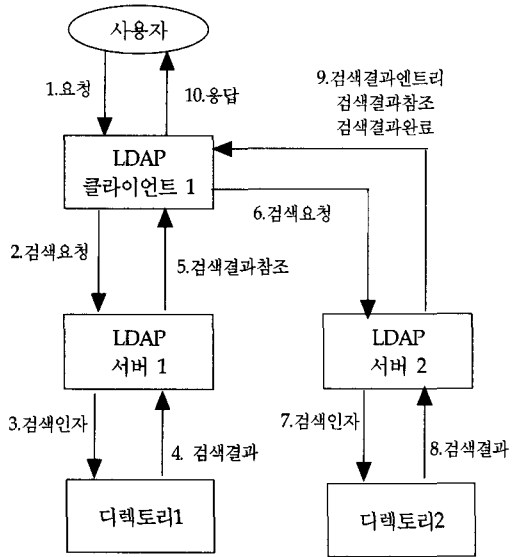 사용자
1.요청
10.응답
9.검색결과엔트리
검색결과참조
검색결과완료
LDAP
클라이언트 1
6.검색요청
2.검색요청
5.검색결과참조
LDAP
서버 1
LDAP
서버 2
3.검색인자
4. 검색결과
7.검색인자
8.검색결과
디렉토리1
디렉토리2